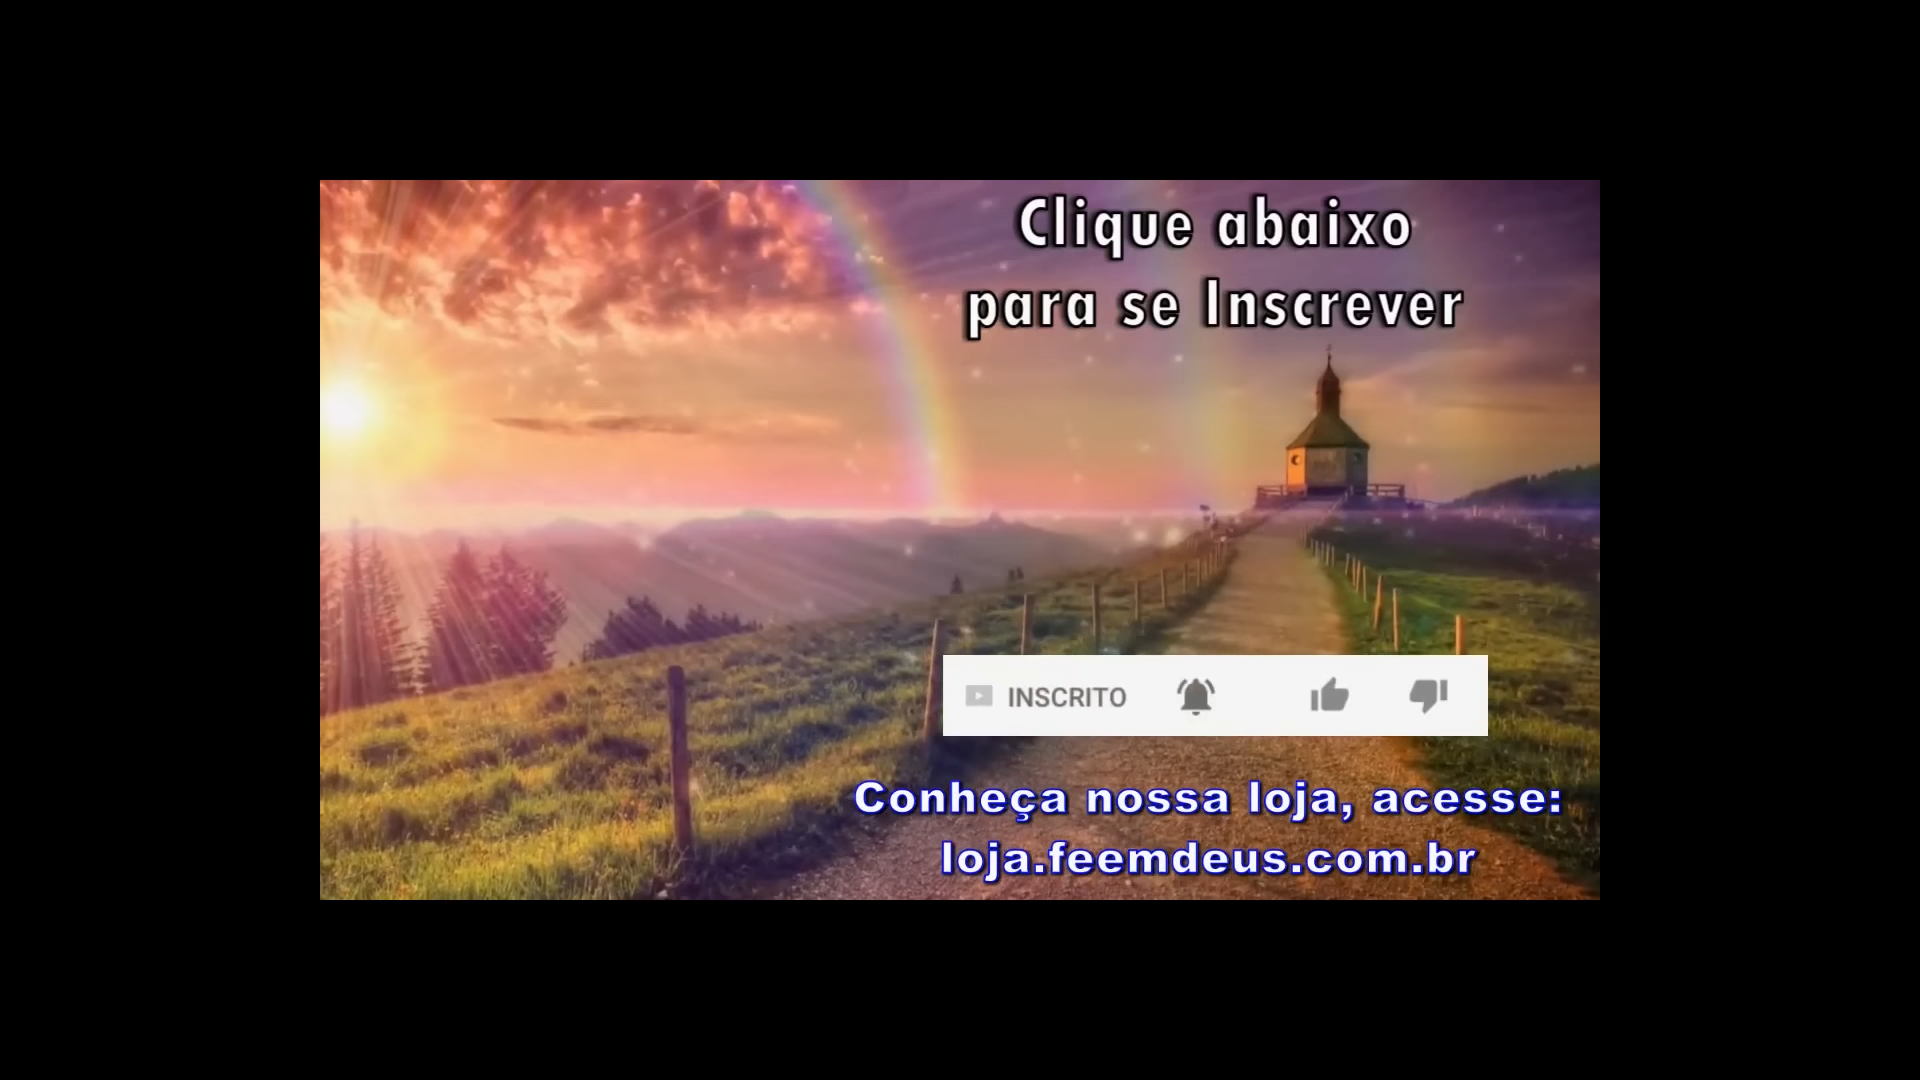 Clique abaixo
para se Inscrever
INSCRITO
Conheça nossa loja, acesse:
loja.feemdeus.com.br